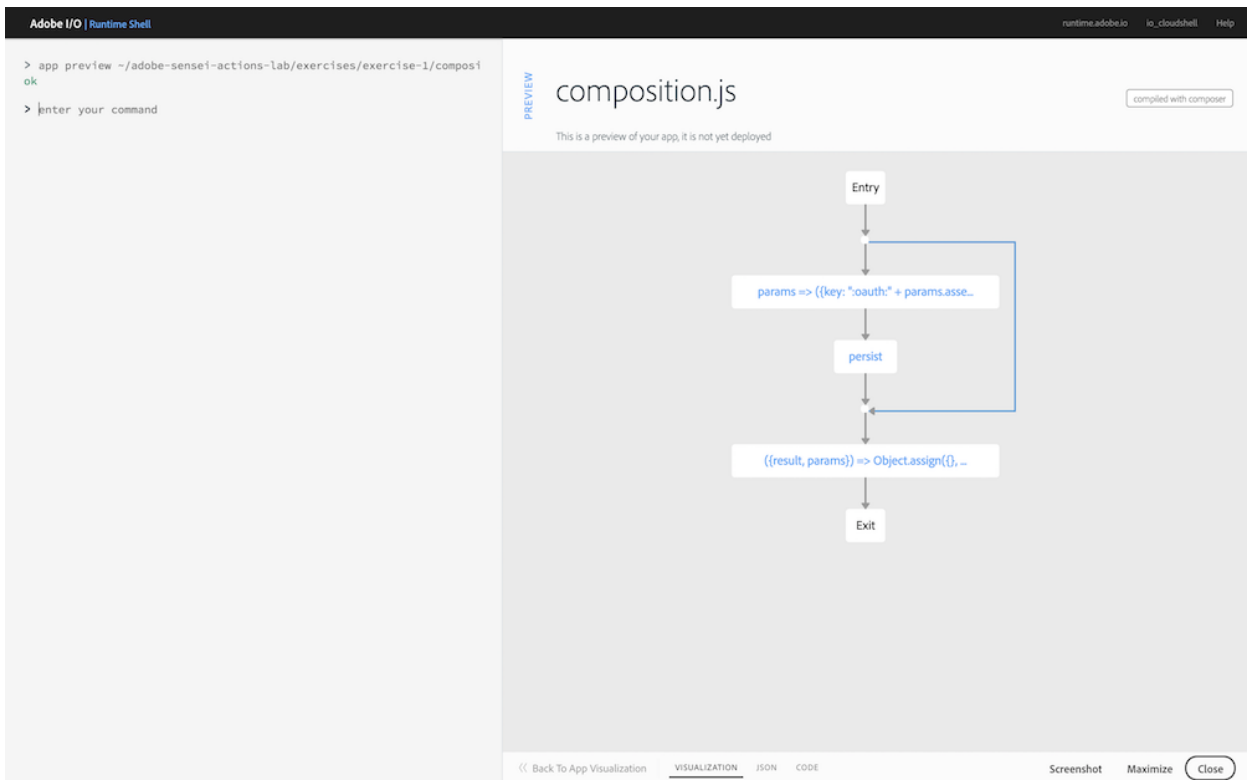 Adobe I/O | Runtime Shell
runtime.adobe.io io_cloudshell Help
> app preview ~/adobe-sensei-actions-lab/exercises/exercise-1/composi
ok
> enter your command
PREVIEW
composition.js
compiled with composer
This is a preview of your app, it is not yet deployed
Entry
params => ({key: ":oauth:" + params.asse...
persist
({result, params}) => Object.assign({}, ...
Exit
Back To App Visualization VISUALIZATION JSON CODE Screenshot Maximize Close